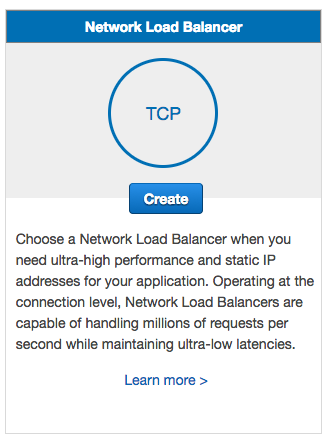 Network Load Balancer
TCP
Create
Choose a Network Load Balancer when you
need ultra-high performance and static IP
addresses for your application. Operating at the
connection level, Network Load Balancers are
capable of handling millions of requests per
second while maintaining ultra-low latencies.
Learn more >